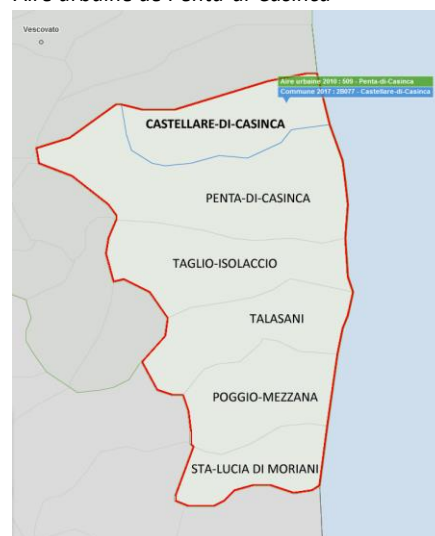 Aire urbaine de Penta-di-Casinca
Vescovato
Aire urbaine 2010 : 509 - Penta-di-Casinca
Commune 2017 : 2B077 - Castellare-di-Casinca
CASTELLARE-DI-CASINCA
PENTA-DI-CASINCA
TAGLIO-ISOLACCIO
TALASANI
POGGIO-MEZZANA
STA-LUCIA DI MORIANI